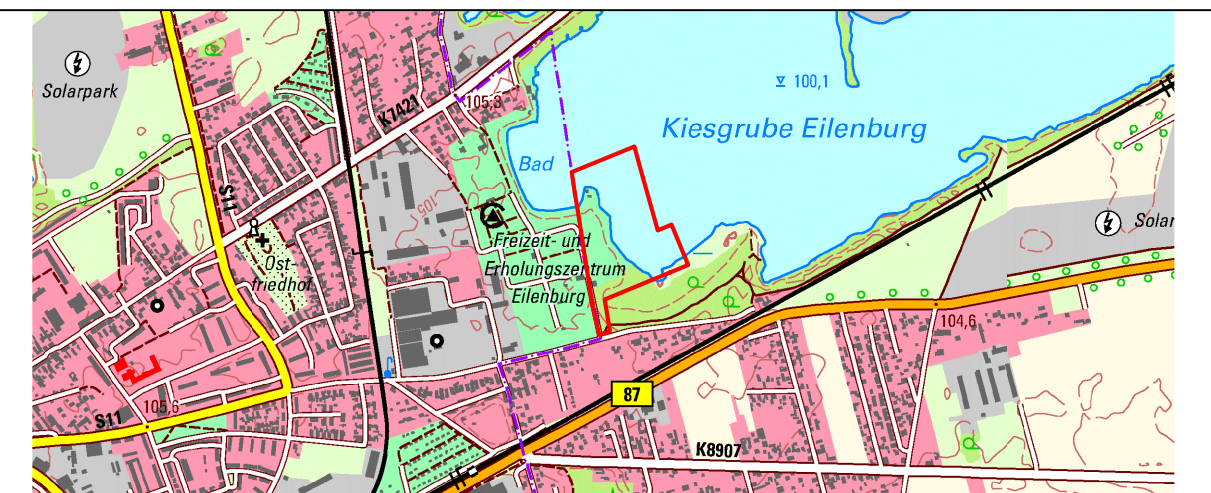 Solarpark
K7421
105,3
100,1
Kiesgrube Eilenburg
Bad
S11
105
Freizeit- und
Erholungszentrum
Eilenburg
Ost-
friedhof
Solar
104,6
87
S11
105,6
K8907